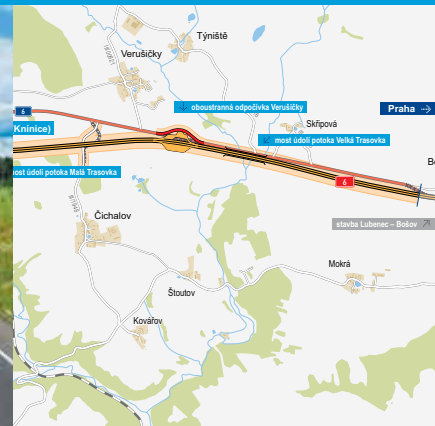 Týniště
Verušičky
oboustranná odpočívka Verušičky
6
Praha
Skřipová
Knínice)
most údolí potoka Velká Trasovka
most údolí potoka Malá Trasovka
6
Čichalov
stavba Lubenec – Bošov
Mokrá
Štoutov
Kovářov